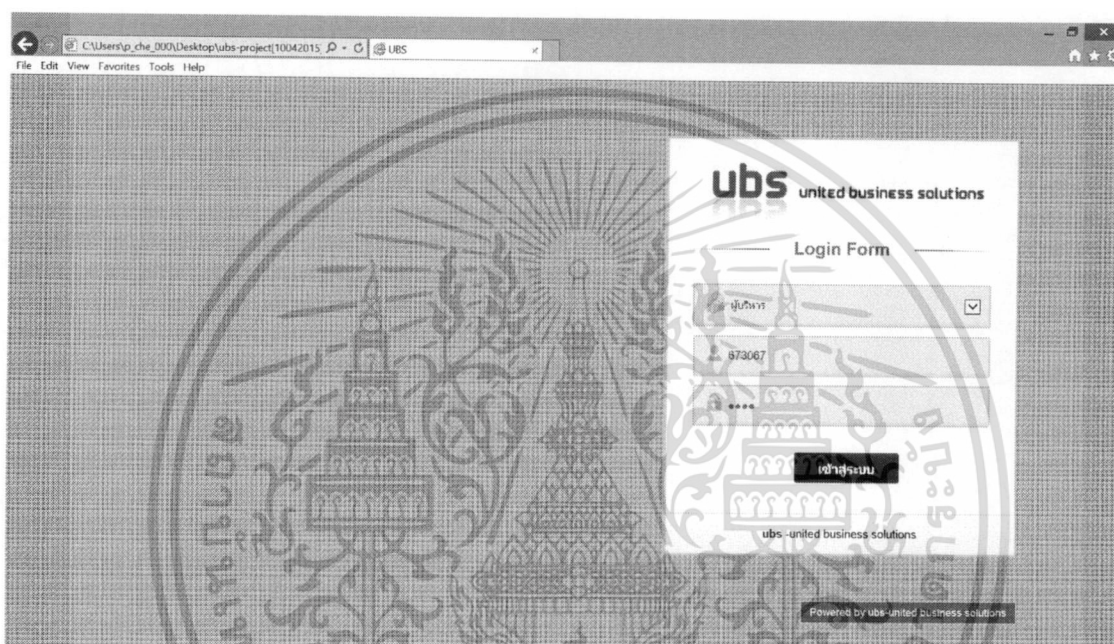 C:\Users\p_che_000\Desktop\ubs-project[10042015]
UBS
File Edit View Favorites Tools Help
ubs united business solutions
Login Form
ผู้บริหาร
673067
••••
เข้าสู่ระบบ
ubs -united business solutions
Powered by ubs-united business solutions